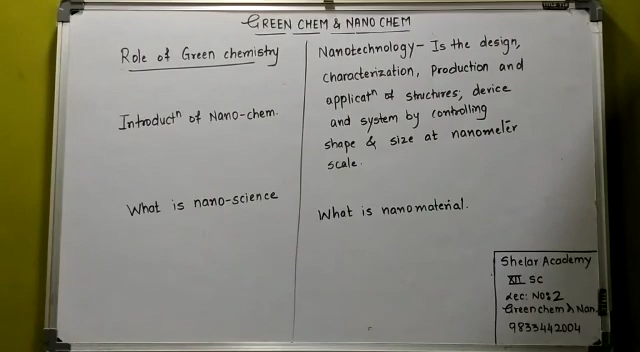 GREEN CHEM & NANO CHEM
Role of Green chemistry
Introductⁿ of Nano-chem.
What is nano-science
Nanotechnology - Is the design,
characterization, Production and
applicatⁿ of structures, device
and system by controlling
shape & size at nanometer
scale.
What is nanomaterial.
Shelar Academy
XII SC
Lec: No: 2
Green chem & Nan.
9833442004